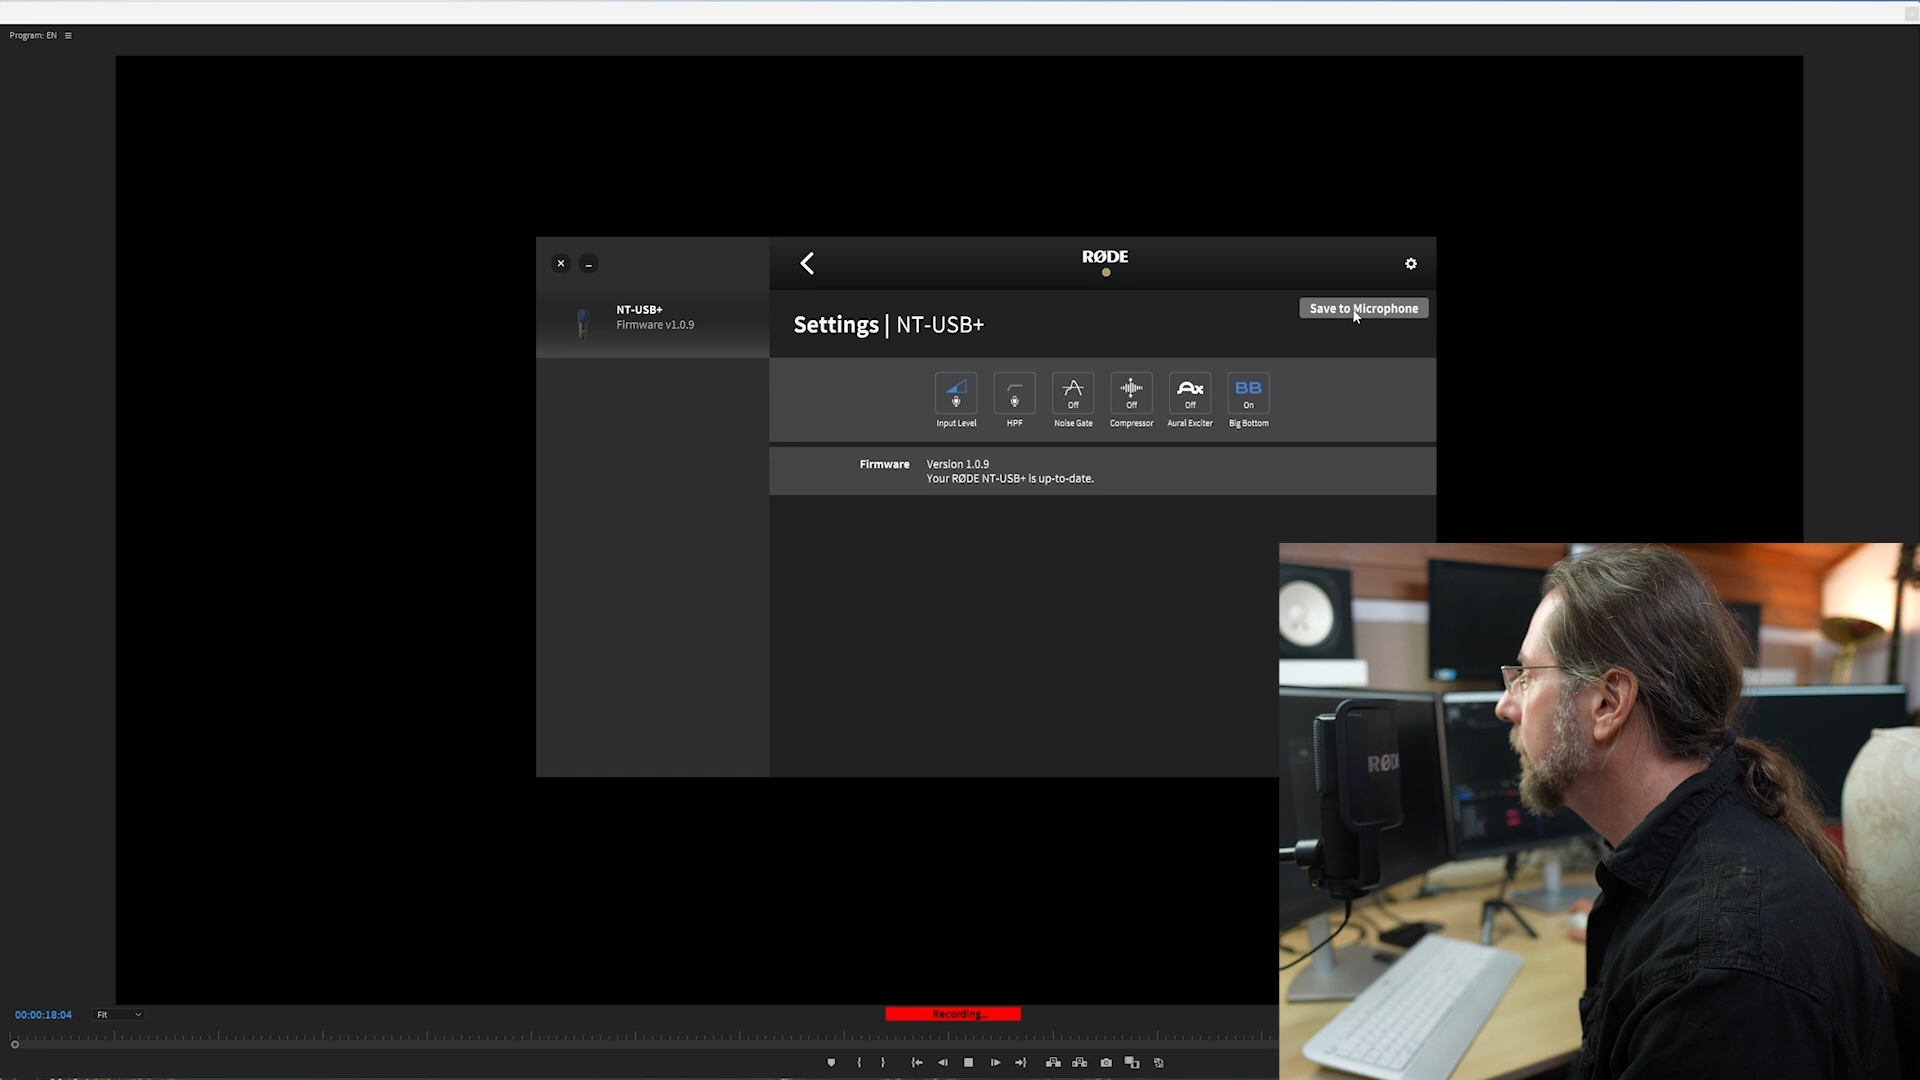 Program: EN
RØDE
NT-USB+
Firmware v1.0.9
Settings | NT-USB+
Save to Microphone
Off
Off
Off
On
Input Level
HPF
Noise Gate
Compressor
Aural Exciter
Big Bottom
Ax
BB
Firmware
Version 1.0.9
Your RØDE NT-USB+ is up-to-date.
RØDE
00:00:18:04
Fit
Recording...